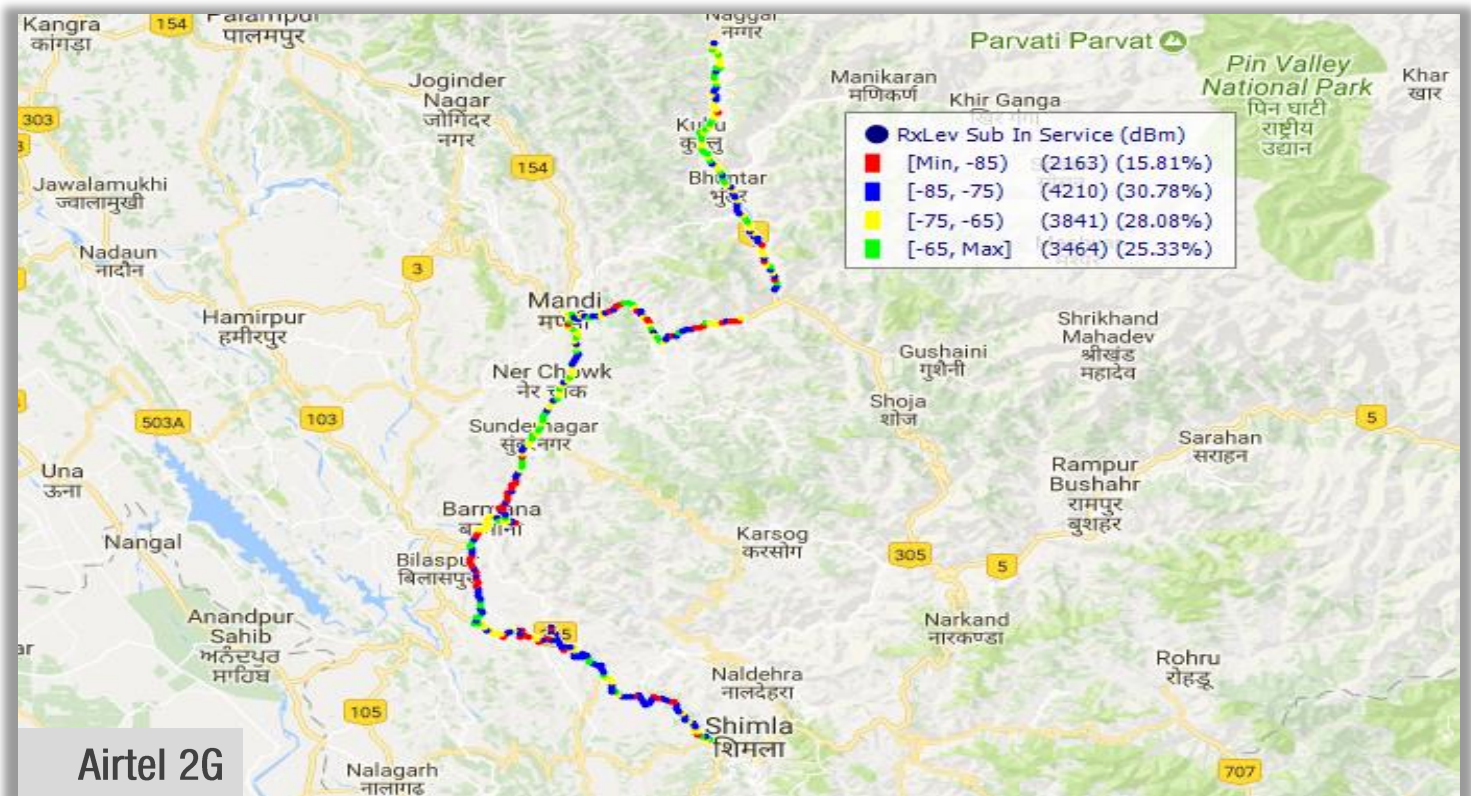 Kangra
कांगड़ा
154
Palampur
पालमपुर
Naggar
नग्गर
Parvati Parvat
Pin Valley
National Park
पिन घाटी
राष्ट्रीय
उद्यान
Khar
खार
Joginder
Nagar
जोगिंदर
नगर
Manikaran
मणिकर्ण
Khir Ganga
303
154
RxLev Sub In Service (dBm)
[Min, -85) (2163) (15.81%)
[-85, -75) (4210) (30.78%)
[-75, -65) (3841) (28.08%)
[-65, Max] (3464) (25.33%)
Jawalamukhi
ज्वालामुखी
Nadaun
नादौन
3
Hamirpur
हमीरपुर
Mandi
Shrikhand
Mahadev
श्रीखंड
महादेव
Gushaini
गुशैनी
Ner Chowk
Shoja
शोज
503A
103
5
Sarahan
सराहन
Una
ऊना
Rampur
Bushahr
रामपुर
बुशहर
Nangal
Karsog
करसोग
305
5
Anandpur
Sahib
ਅਨੰਦਪੁਰ
ਸਾਹਿਬ
Narkand
नारकण्डा
Rohru
रोहड़ू
Naldehra
नालदेहरा
105
Shimla
शिमला
Airtel 2G
Nalagarh
नालागढ़
707